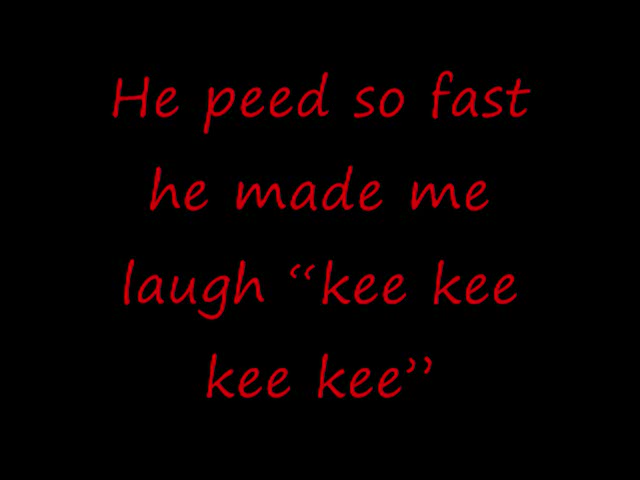 He peed so fast
he made me
laugh “kee kee
kee kee”